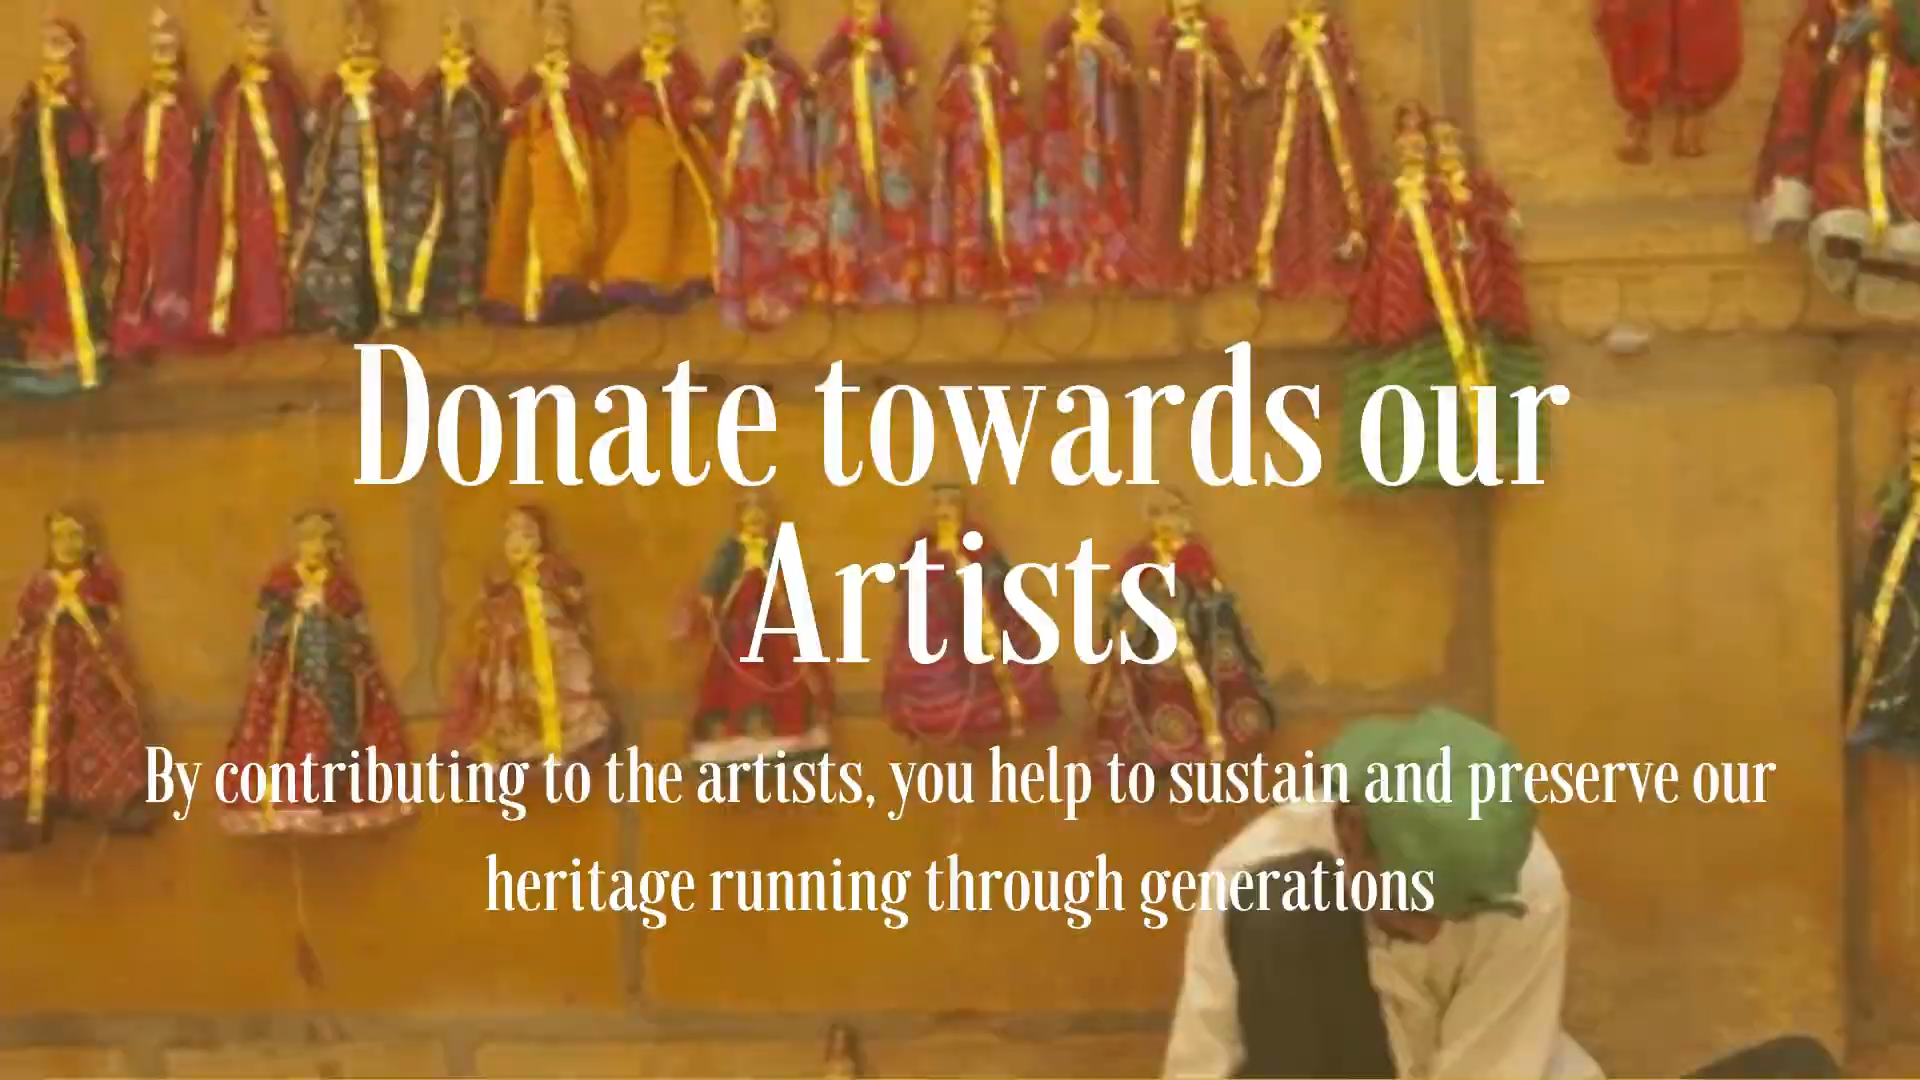 Donate towards our
Artists
By contributing to the artists, you help to sustain and preserve our
heritage running through generations